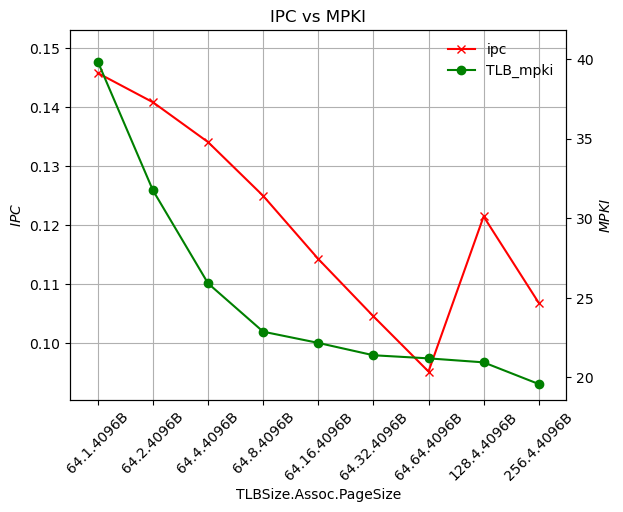 IPC vs MPKI
ipc
TLB_mpki
0.15
0.14
0.13
0.12
0.11
0.10
IPC
40
35
30
25
20
MPKI
64.1.4096B
64.2.4096B
64.4.4096B
64.8.4096B
64.16.4096B
64.32.4096B
64.64.4096B
128.4.4096B
256.4.4096B
TLBSize.Assoc.PageSize